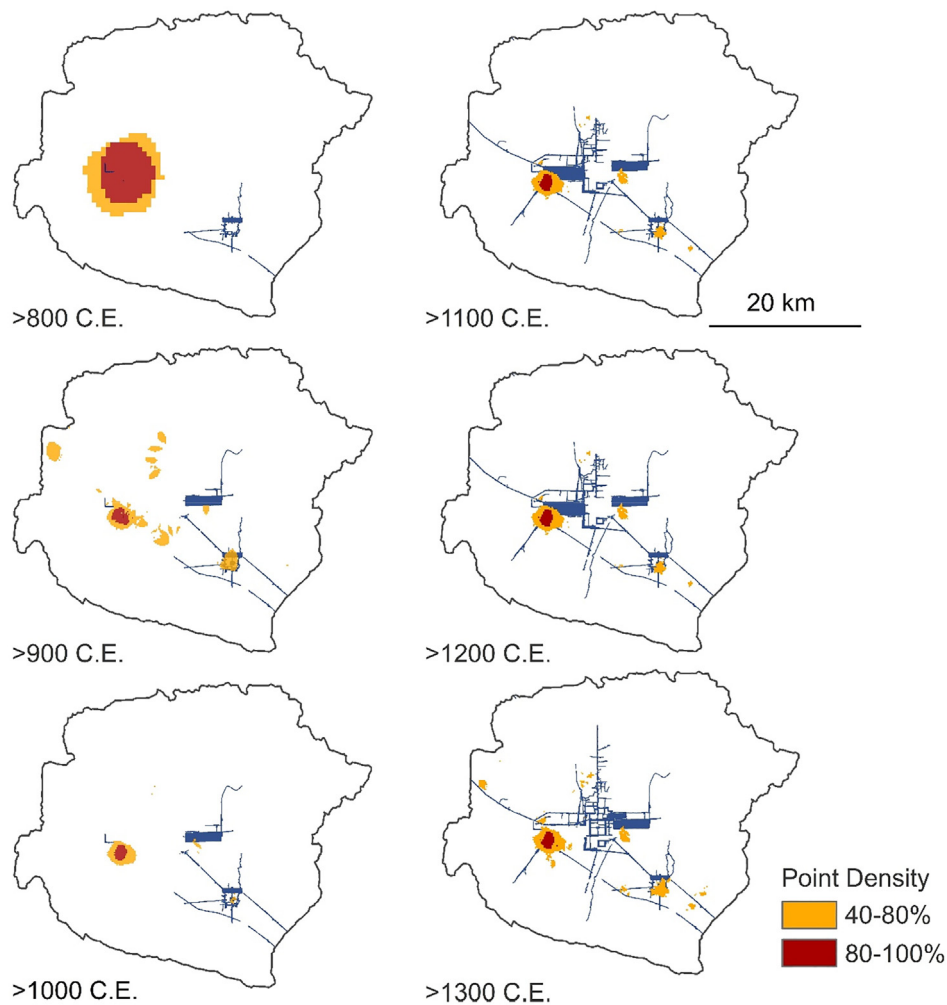 >800 C.E.
>1100 C.E.
20 km
>900 C.E.
>1200 C.E.
>1000 C.E.
>1300 C.E.
Point Density
40-80%
80-100%